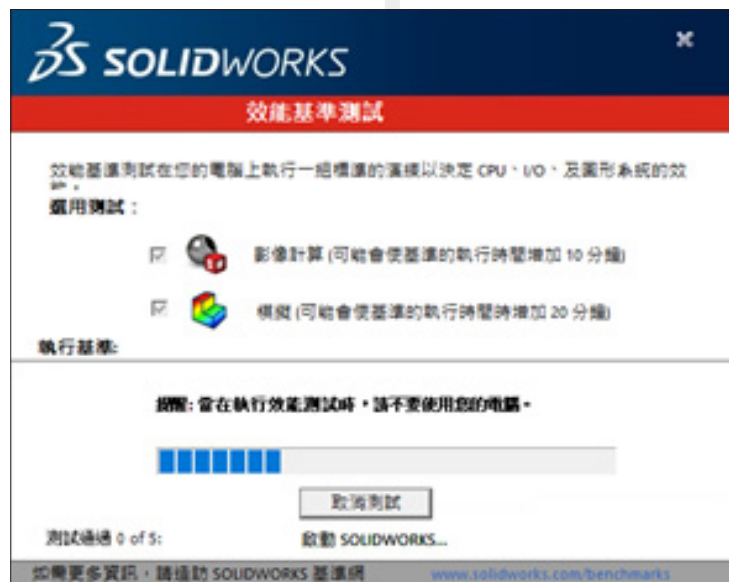 3S SOLIDWORKS
效能基準測試
效能基準測試在您的電腦上執行一組標準的演練以決定 CPU、I/O、及圖形系統的效
能。
選用測試：
影像計算 (可能會使基準的執行時間增加 10 分鐘)
模擬 (可能會使基準的執行時間時增加 20 分鐘)
執行基準:
提醒: 當在執行效能測試時，請不要使用您的電腦。
取消測試
測試通過 0 of 5:
啟動 SOLIDWORKS...
如需更多資訊，請造訪 SOLIDWORKS 基準網
www.solidworks.com/benchmarks